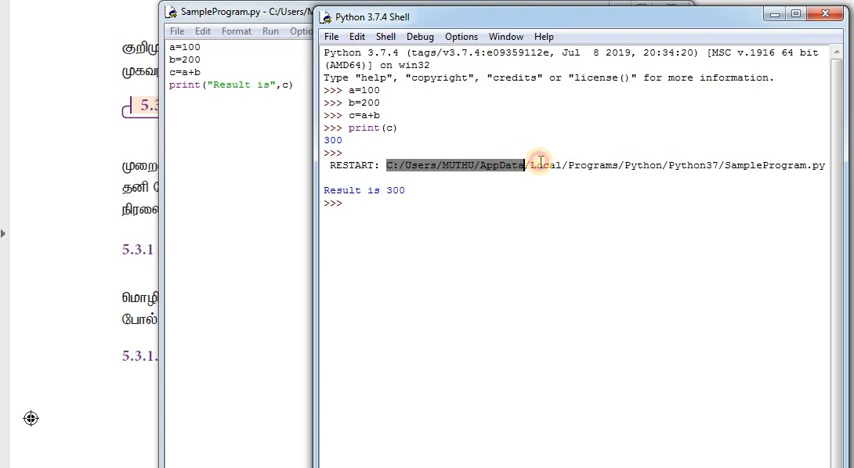 குறிமு
முகவ
5.
முறை
தனி
நிரலை
5.3.1
மொழி
போல்
5.3.1.
SampleProgram.py - C:/Users/M
File Edit Format Run Optio
a=100
b=200
c=a+b
print("Result is",c)
Python 3.7.4 Shell
File Edit Shell Debug Options Window Help
Python 3.7.4 (tags/v3.7.4:e09359112e, Jul 8 2019, 20:34:20) [MSC v.1916 64 bit
(AMD64)] on win32
Type "help", "copyright", "credits" or "license()" for more information.
>>> a=100
>>> b=200
>>> c=a+b
>>> print(c)
300
>>>
RESTART: C:/Users/MUTHU/AppData/Local/Programs/Python/Python37/SampleProgram.py
Result is 300
>>>